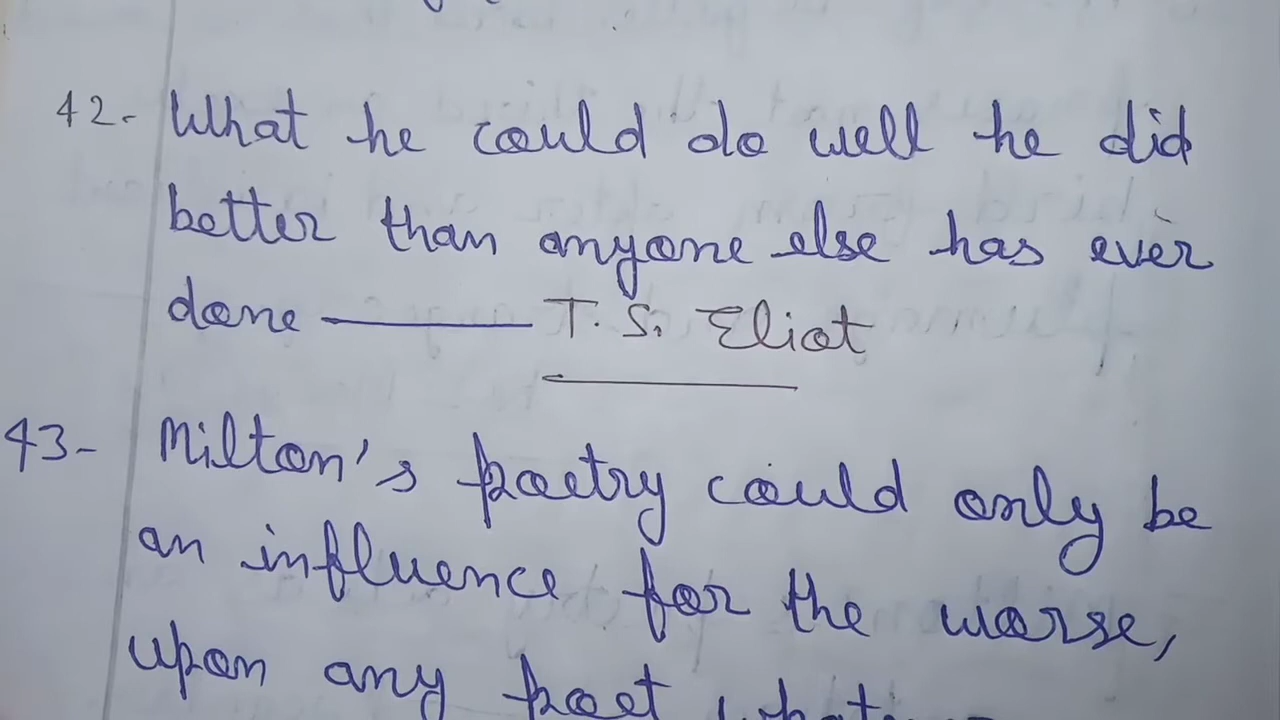 42- What he could do well he did
better than anyone else has ever
done — T. S. Eliot
43- Milton's poetry could only be
an influence for the worse,
upon any poet